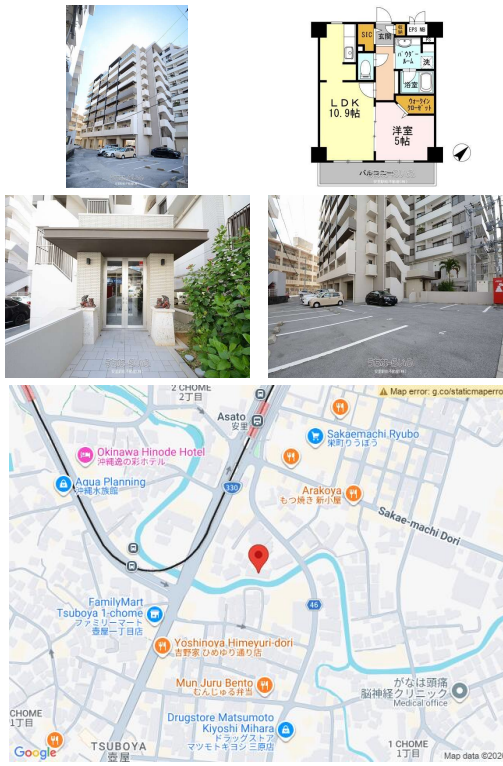 SIC
玄関
EPS MB
パウダー
ルーム
洗
浴室
LDK
10.9帖
ウォークイン
クローゼット
洋室
5帖
バルコニー
Map error: g.co/staticmaperro
2 CHOME
2丁目
Asato
安里
Sakaemachi Ryubo
栄町りうぼう
Okinawa Hinode Hotel
沖縄逸の彩ホテル
Aqua Planning
沖縄水族館
330
Arakoya
もつ焼き 新小屋
Sakae-machi Dori
FamilyMart
Tsuboya 1-chome
ファミリーマート
壺屋一丁目店
46
Yoshinoya Himeyuri-dori
吉野家 ひめゆり通り店
Mun Juru Bento
むんじゅる弁当
がなは頭痛
脳神経クリニック
Medical office
Drugstore Matsumoto
Kiyoshi Mihara
ドラッグストア
マツモトキヨシ 三原店
CHOME
1丁目
TSUBOYA
壺屋
1 CHOME
1丁目
Google
Map data ©202